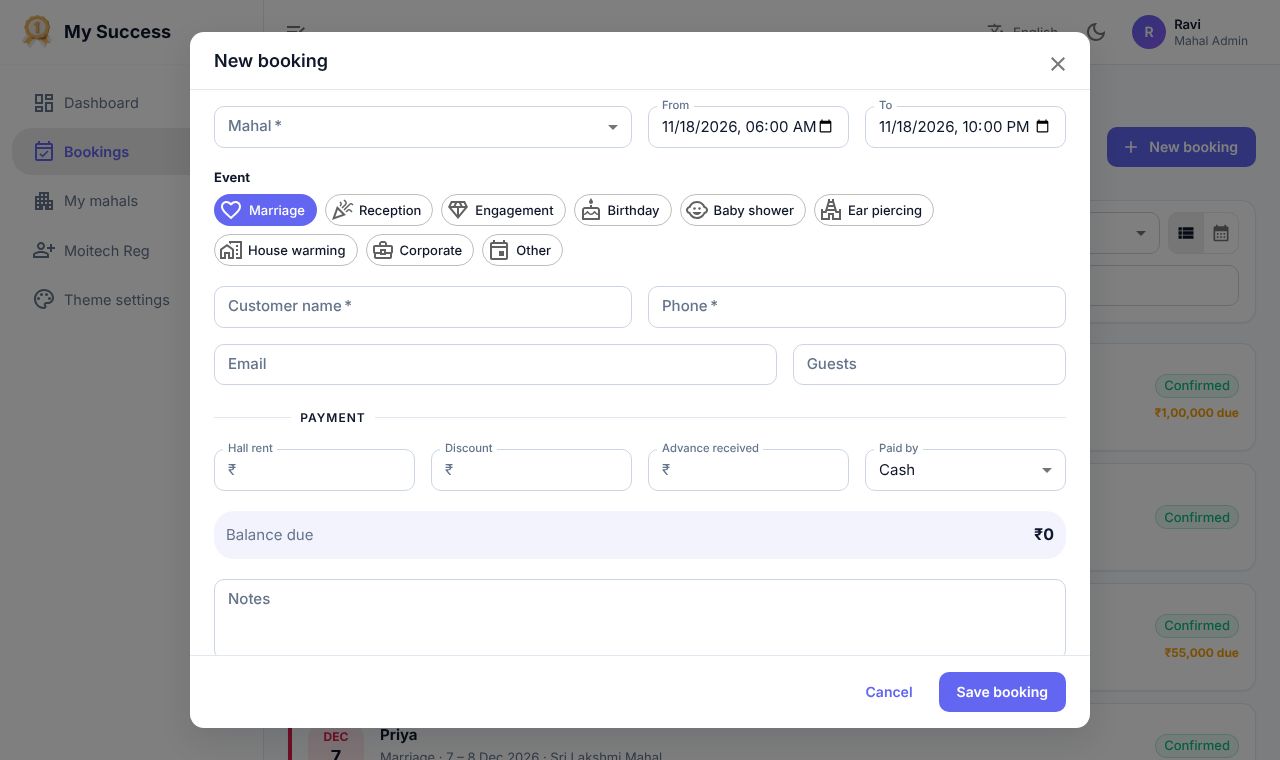 My Success
English
R
Ravi
Mahal Admin
Dashboard
Bookings
My mahals
Moitech Reg
Theme settings
New booking
New booking
Mahal *
From
11/18/2026, 06:00 AM
To
11/18/2026, 10:00 PM
Event
Marriage
Reception
Engagement
Birthday
Baby shower
Ear piercing
House warming
Corporate
Other
Customer name *
Phone *
Email
Guests
PAYMENT
Hall rent
₹
Discount
₹
Advance received
₹
Paid by
Cash
Balance due
₹0
Notes
Cancel
Save booking
Confirmed
₹1,00,000 due
Confirmed
Confirmed
₹55,000 due
Confirmed
DEC
7
Priya
Marriage · 7 – 8 Dec 2026 · Sri Lakshmi Mahal